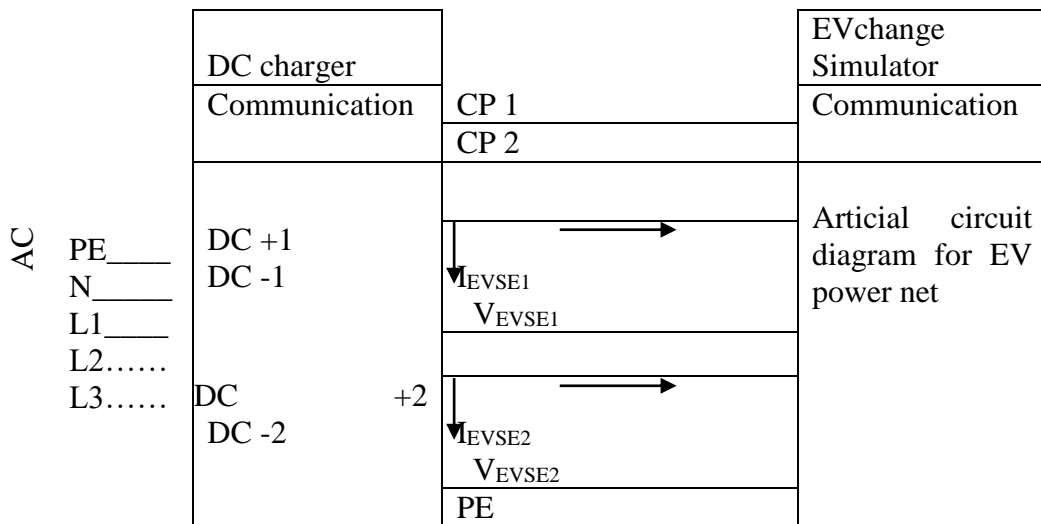 EVchange
DC charger
Simulator
Communication
CP 1
Communication
CP 2
AC
PE____
N_____
L1____
L2……
L3……
DC +1
DC -1
IEVSE1
VEVSE1
Articial circuit
diagram for EV
power net
DC +2
DC -2
IEVSE2
VEVSE2
PE